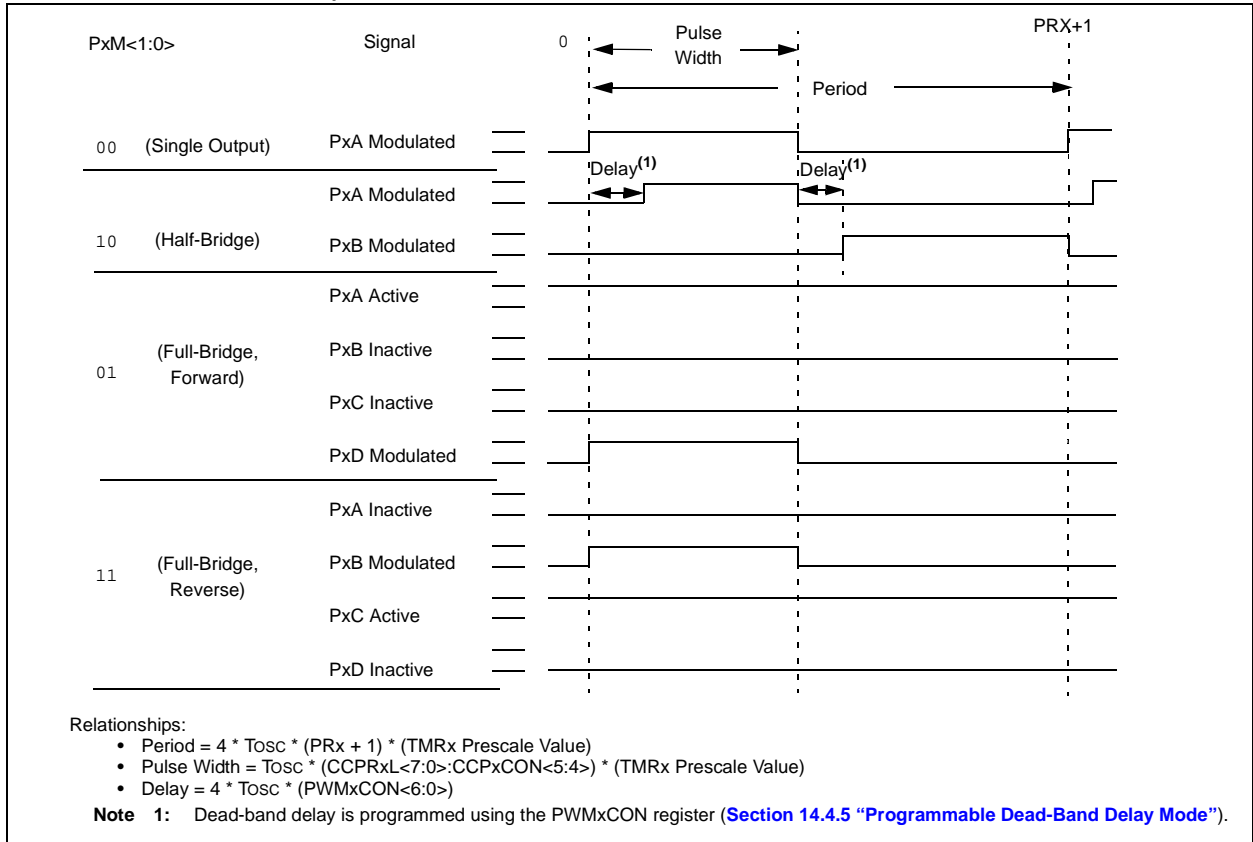 PxM<1:0> Signal 0 Pulse Width PRX+1
Period
00 (Single Output) PxA Modulated
Delay(1) Delay(1)
PxA Modulated
10 (Half-Bridge) PxB Modulated
PxA Active
01 (Full-Bridge, Forward) PxB Inactive
PxC Inactive
PxD Modulated
PxA Inactive
11 (Full-Bridge, Reverse) PxB Modulated
PxC Active
PxD Inactive
Relationships:
• Period = 4 * TOSC * (PRx + 1) * (TMRx Prescale Value)
• Pulse Width = TOSC * (CCPRxL<7:0>:CCPxCON<5:4>) * (TMRx Prescale Value)
• Delay = 4 * TOSC * (PWMxCON<6:0>)
Note 1: Dead-band delay is programmed using the PWMxCON register (Section 14.4.5 “Programmable Dead-Band Delay Mode”).